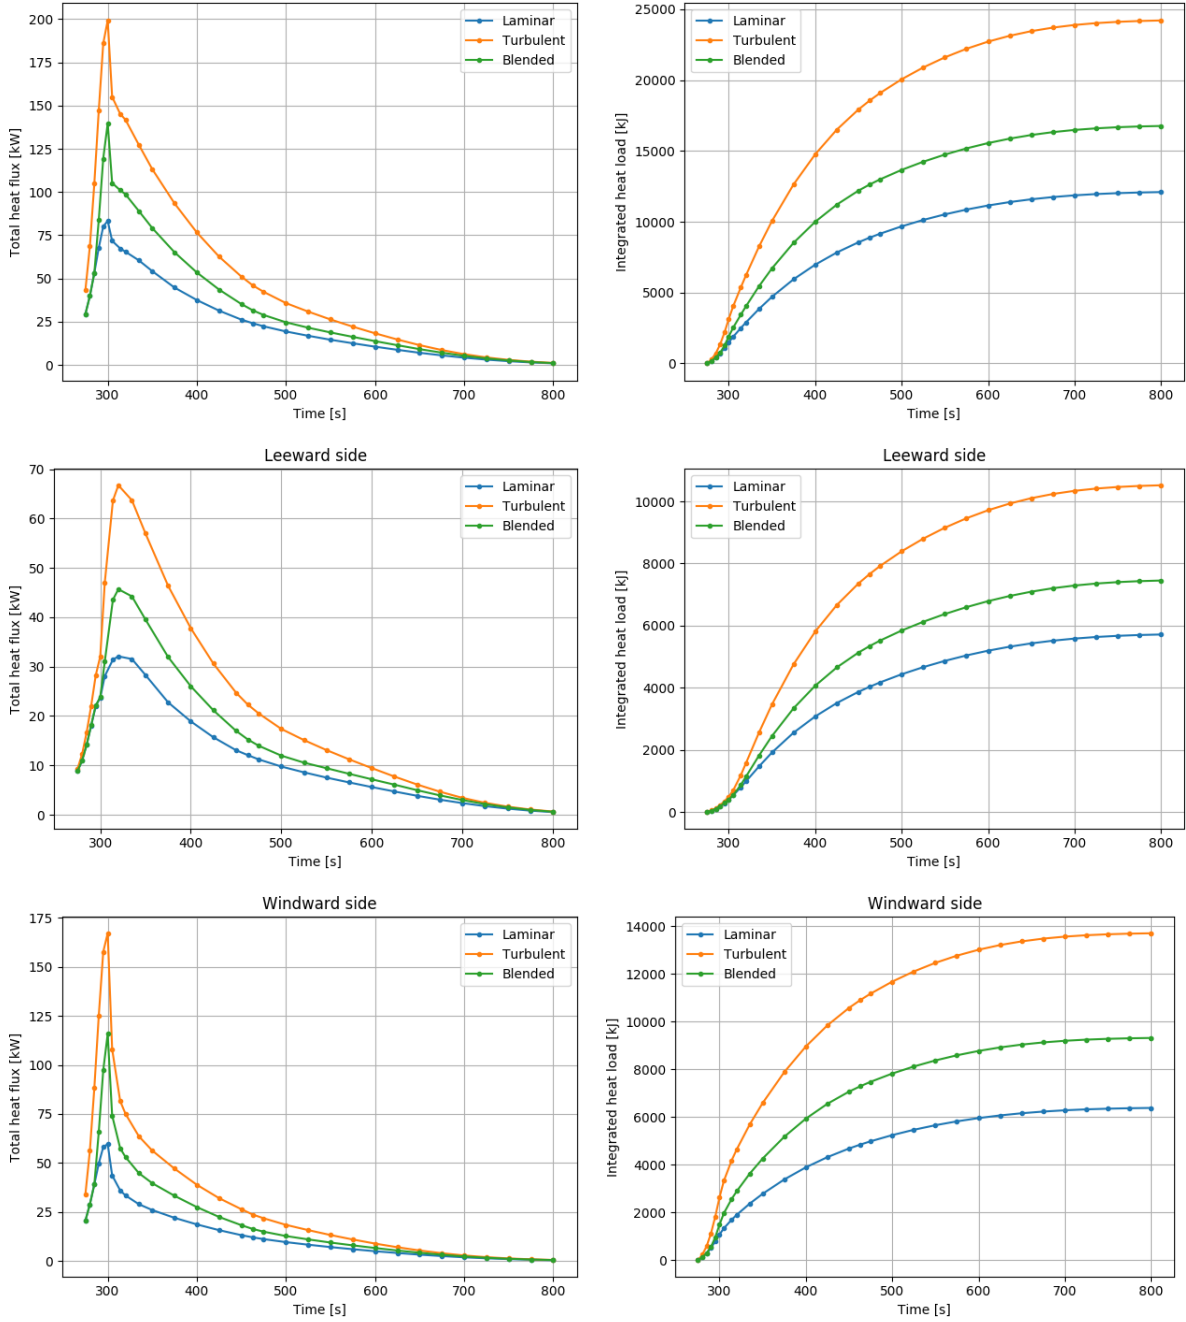 Total heat flux [kW]
200
175
150
125
100
75
50
25
0
Laminar
Turbulent
Blended
300 400 500 600 700 800
Time [s]
Integrated heat load [kJ]
25000
20000
15000
10000
5000
0
Laminar
Turbulent
Blended
300 400 500 600 700 800
Time [s]
Leeward side
Total heat flux [kW]
70
60
50
40
30
20
10
0
Laminar
Turbulent
Blended
300 400 500 600 700 800
Time [s]
Leeward side
Integrated heat load [kJ]
10000
8000
6000
4000
2000
0
Laminar
Turbulent
Blended
300 400 500 600 700 800
Time [s]
Windward side
Total heat flux [kW]
175
150
125
100
75
50
25
0
Laminar
Turbulent
Blended
300 400 500 600 700 800
Time [s]
Windward side
Integrated heat load [kJ]
14000
12000
10000
8000
6000
4000
2000
0
Laminar
Turbulent
Blended
300 400 500 600 700 800
Time [s]